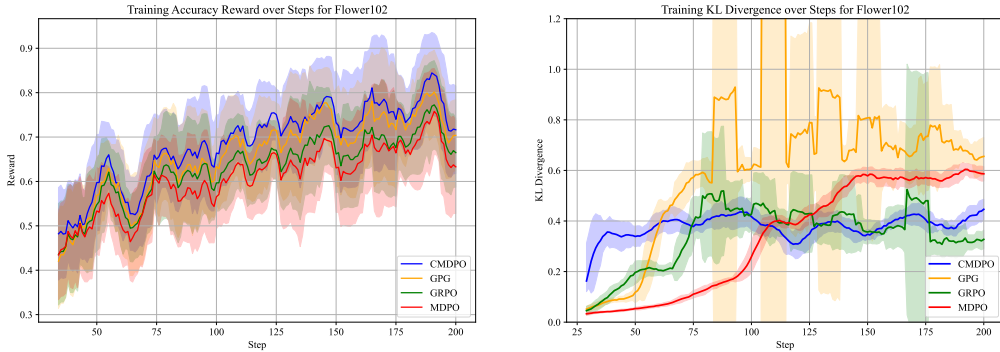 Training Accuracy Reward over Steps for Flower102
0.9
0.8
0.7
0.6
0.5
0.4
0.3
Reward
50
75
100
125
150
175
200
Step
CMDPO
GPG
GRPO
MDPO
Training KL Divergence over Steps for Flower102
1.2
1.0
0.8
0.6
0.4
0.2
0.0
KL Divergence
25
50
75
100
125
150
175
200
Step
CMDPO
GPG
GRPO
MDPO